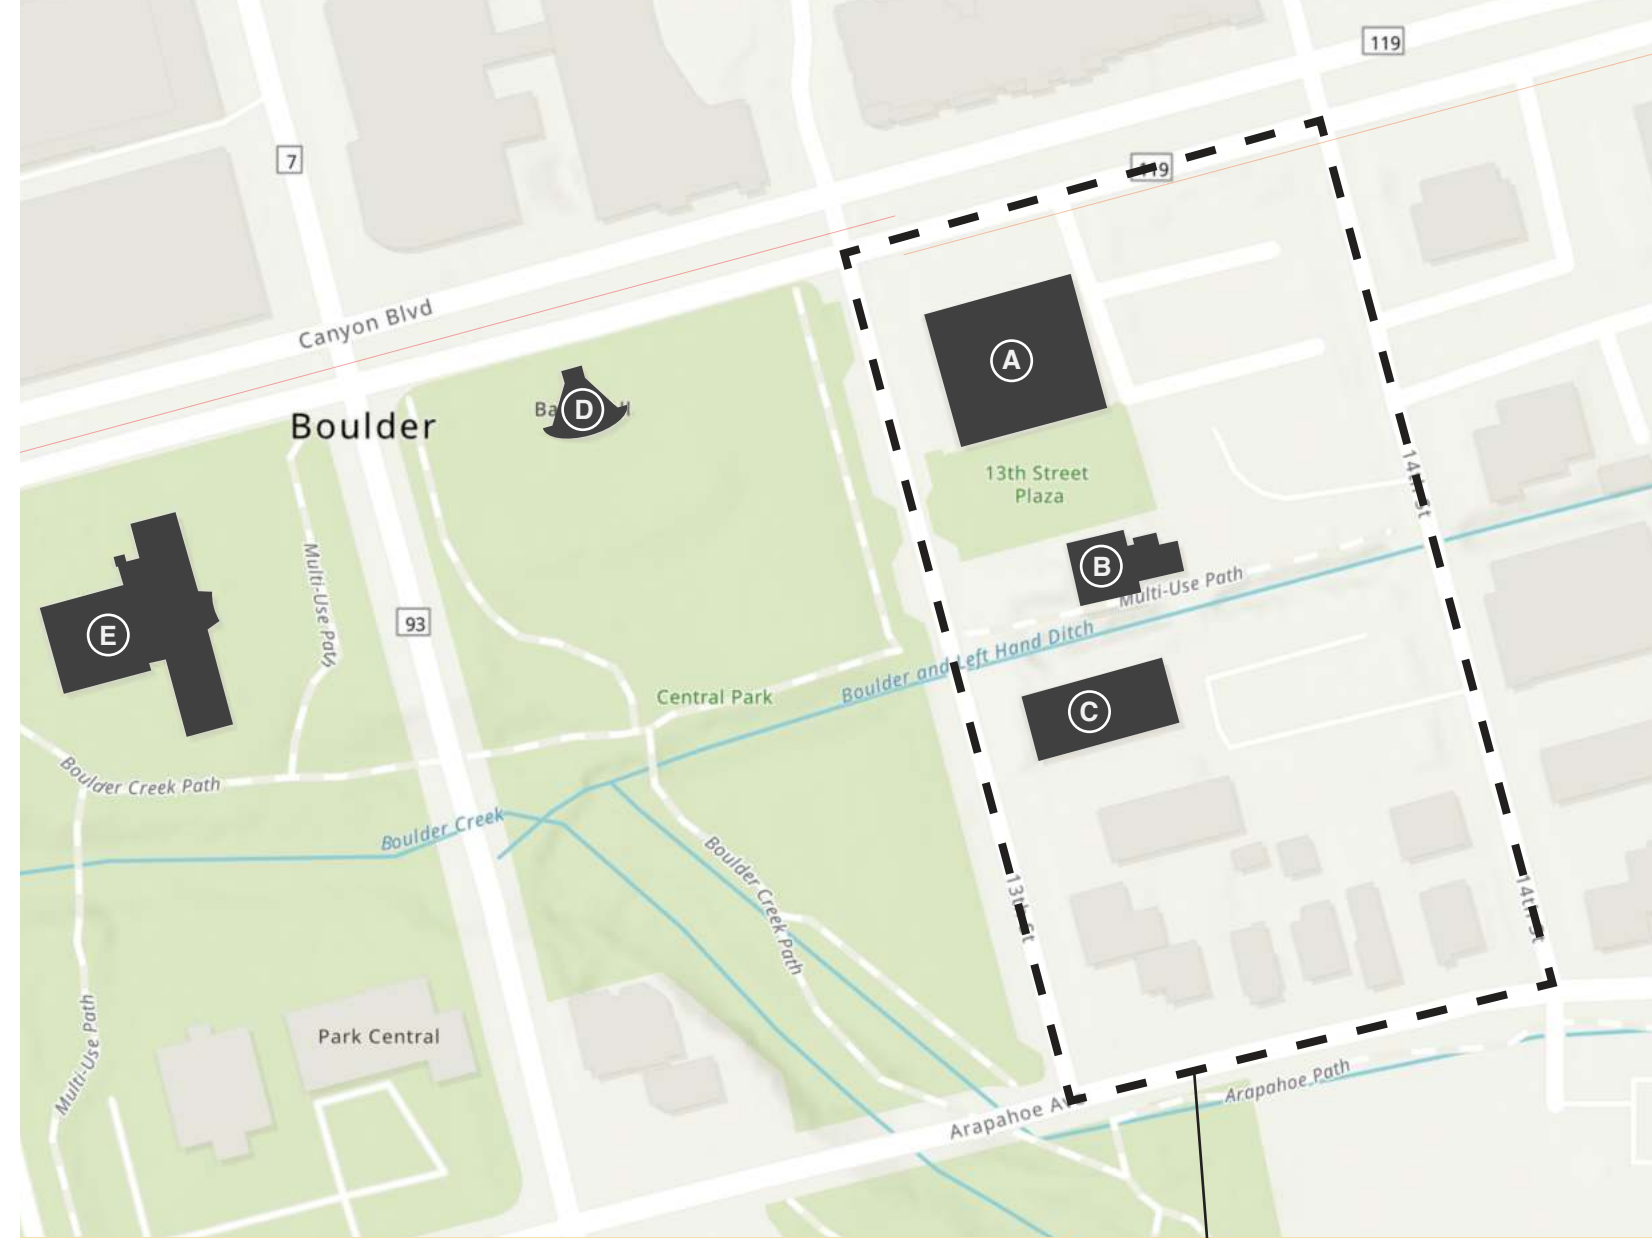 119
7
119
Canyon Blvd
Boulder
A
D
13th Street
Plaza
14th St
B
Multi-Use Path
E
Multi-Use Path
93
Boulder and Left Hand Ditch
Central Park
C
Boulder Creek Path
Boulder Creek
Boulder Creek Path
13th St
14th St
Multi-Use Path
Park Central
Arapahoe Path
Arapahoe Ave